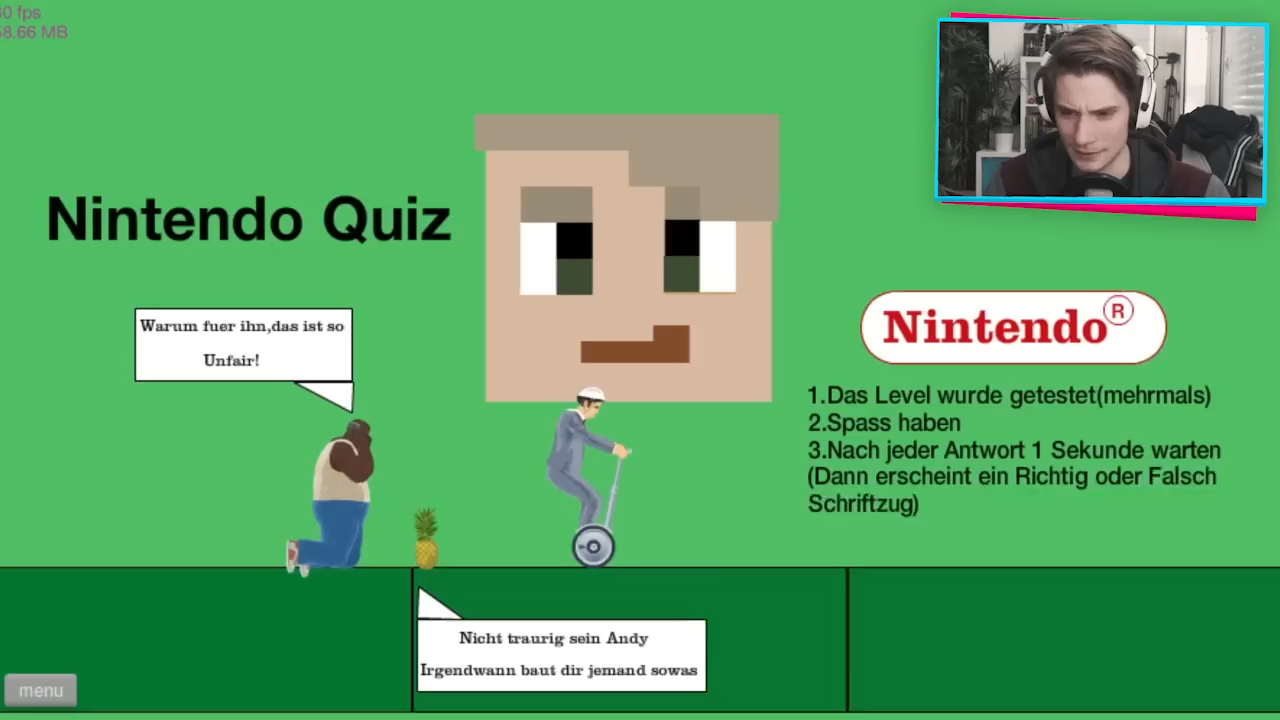 0 fps
8.66 MB
Nintendo Quiz
Warum fuer ihn,das ist so
Unfair!
Nintendo®
1.Das Level wurde getestet(mehrmals)
2.Spass haben
3.Nach jeder Antwort 1 Sekunde warten
(Dann erscheint ein Richtig oder Falsch
Schriftzug)
Nicht traurig sein Andy
Irgendwann baut dir jemand sowas
menu